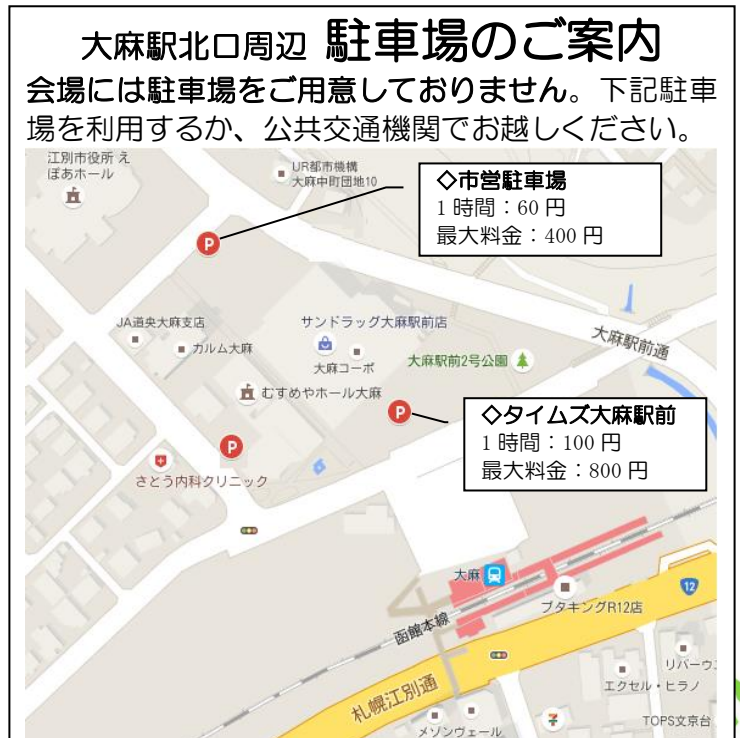 大麻駅北口周辺 駐車場のご案内
会場には駐車場をご用意しておりません。下記駐車
場を利用するか、公共交通機関でお越しください。
江別市役所 え
ぽあホール
UR都市機構
大麻中町団地10
◇市営駐車場
1 時間：60 円
最大料金：400 円
P
JA道央大麻支店
サンドラッグ大麻駅前店
大麻駅前通
カルム大麻
大麻コーポ
大麻駅前2号公園
むすめやホール大麻
P
◇タイムズ大麻駅前
1 時間：100 円
最大料金：800 円
P
さとう内科クリニック
大麻
12
ブタキングR12店
函館本線
リバーウ
エクセル・ヒラノ
札幌江別通
7
TOPS文京台
メゾンヴェール